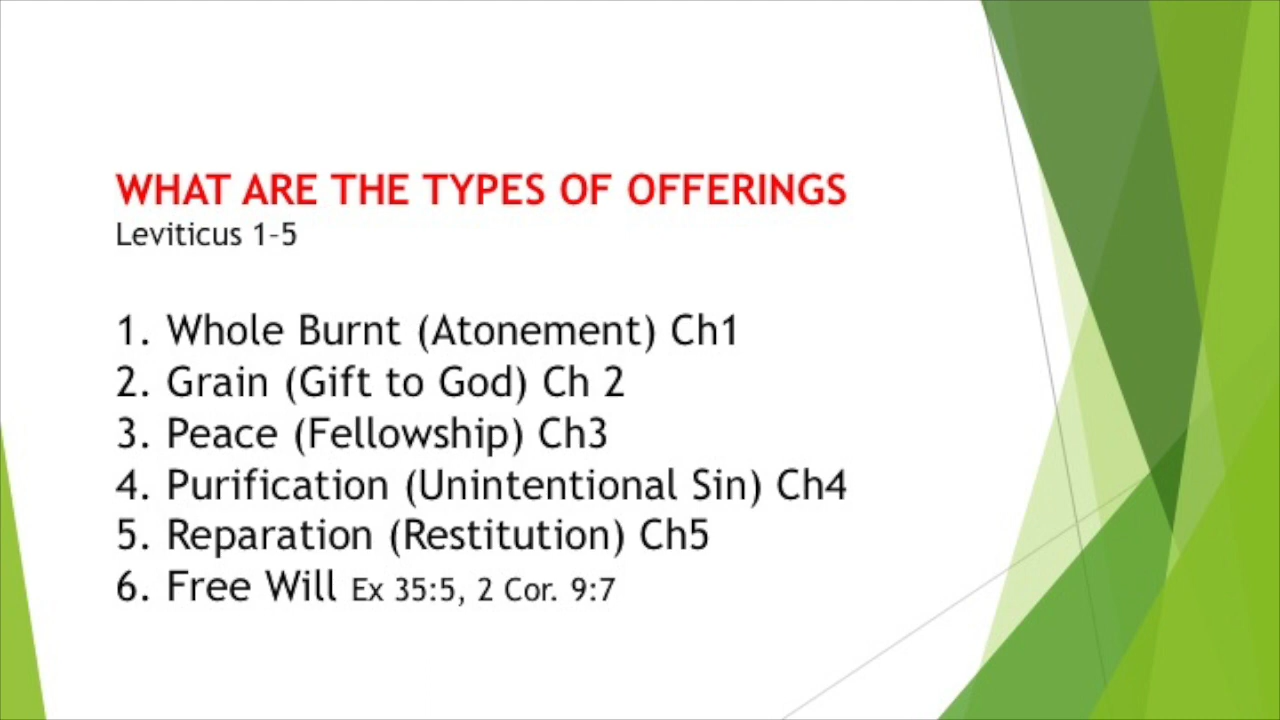 WHAT ARE THE TYPES OF OFFERINGS
Leviticus 1-5
1. Whole Burnt (Atonement) Ch1
2. Grain (Gift to God) Ch 2
3. Peace (Fellowship) Ch3
4. Purification (Unintentional Sin) Ch4
5. Reparation (Restitution) Ch5
6. Free Will Ex 35:5, 2 Cor. 9:7